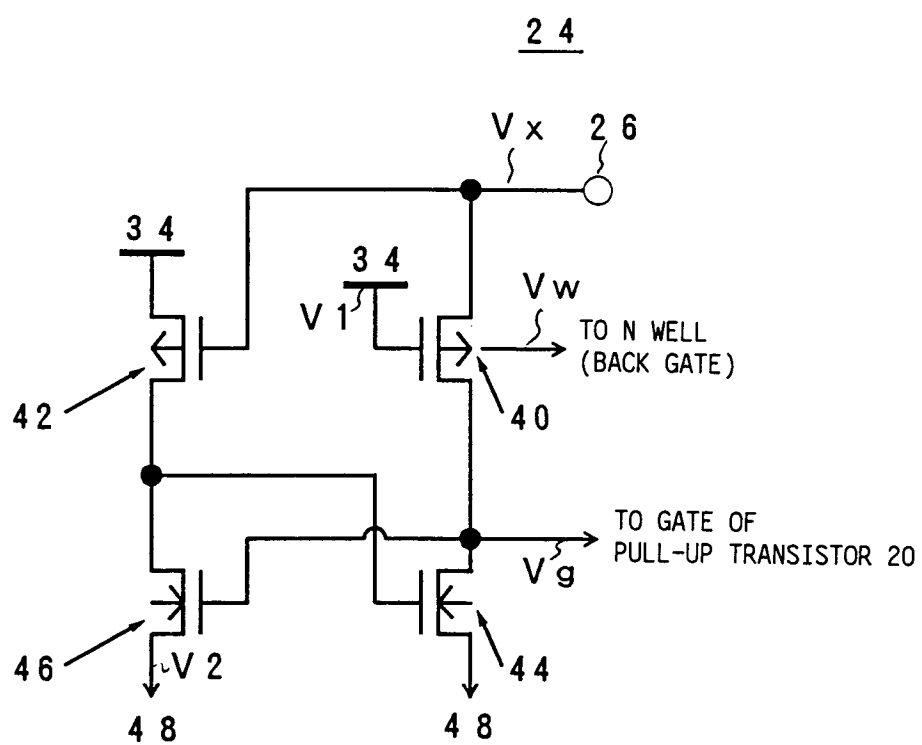 24
Vx
26
34
34
V1
Vw
TO N WELL
(BACK GATE)
42
40
TO GATE OF
PULL-UP TRANSISTOR 20
Vg
46
V2
44
48
48